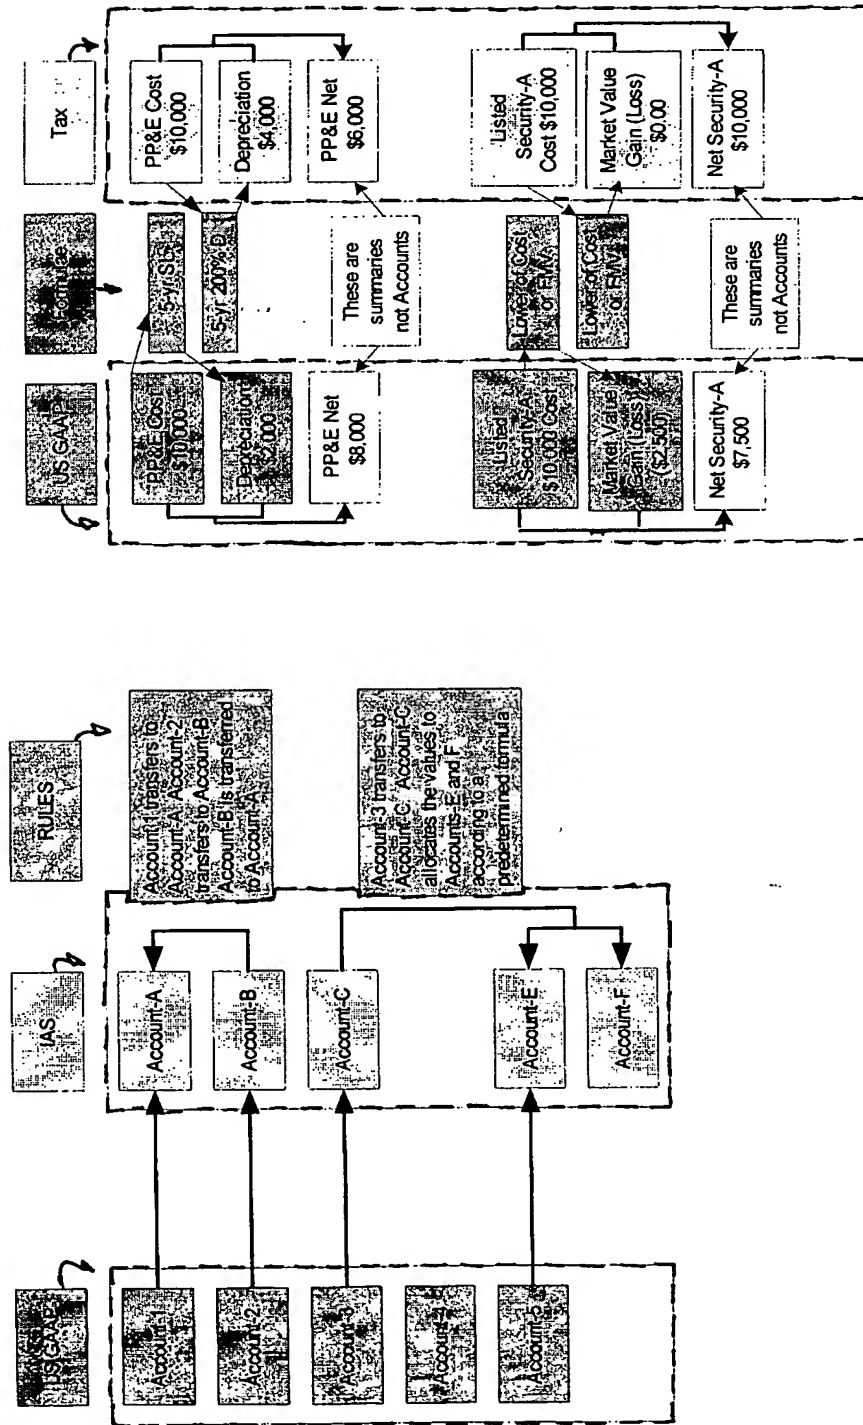 US GAAP
IAS
RULES
Account-1
Account-2
Account-3
Account-4
Account-5
Account-A
Account-B
Account-C
Account-E
Account-F
Account-1 transfers to
Account-A. Account-2
transfers to Account-B
Account-B is transferred
to Account-A
Account-3 transfers to
Account-C. Account-C
allocates the values to
Accounts-E and F
according to a
predetermined formula
US GAAP
Formulae
Tax
PP&E Cost
$10,000
Depreciation
$2,000
PP&E Net
$8,000
5-yr SL
5-yr 200% D
These are
summaries
not Accounts
PP&E Cost
$10,000
Depreciation
$4,000
PP&E Net
$6,000
Listed
Security-A
$10,000 Cost
Market Value
Gain (Loss)
($2,500)
Net Security-A
$7,500
Lower of Cost
or FMV
Lower of Cost
or FMV
These are
summaries
not Accounts
Listed
Security-A
Cost $10,000
Market Value
Gain (Loss)
$0,00
Net Security-A
$10,000